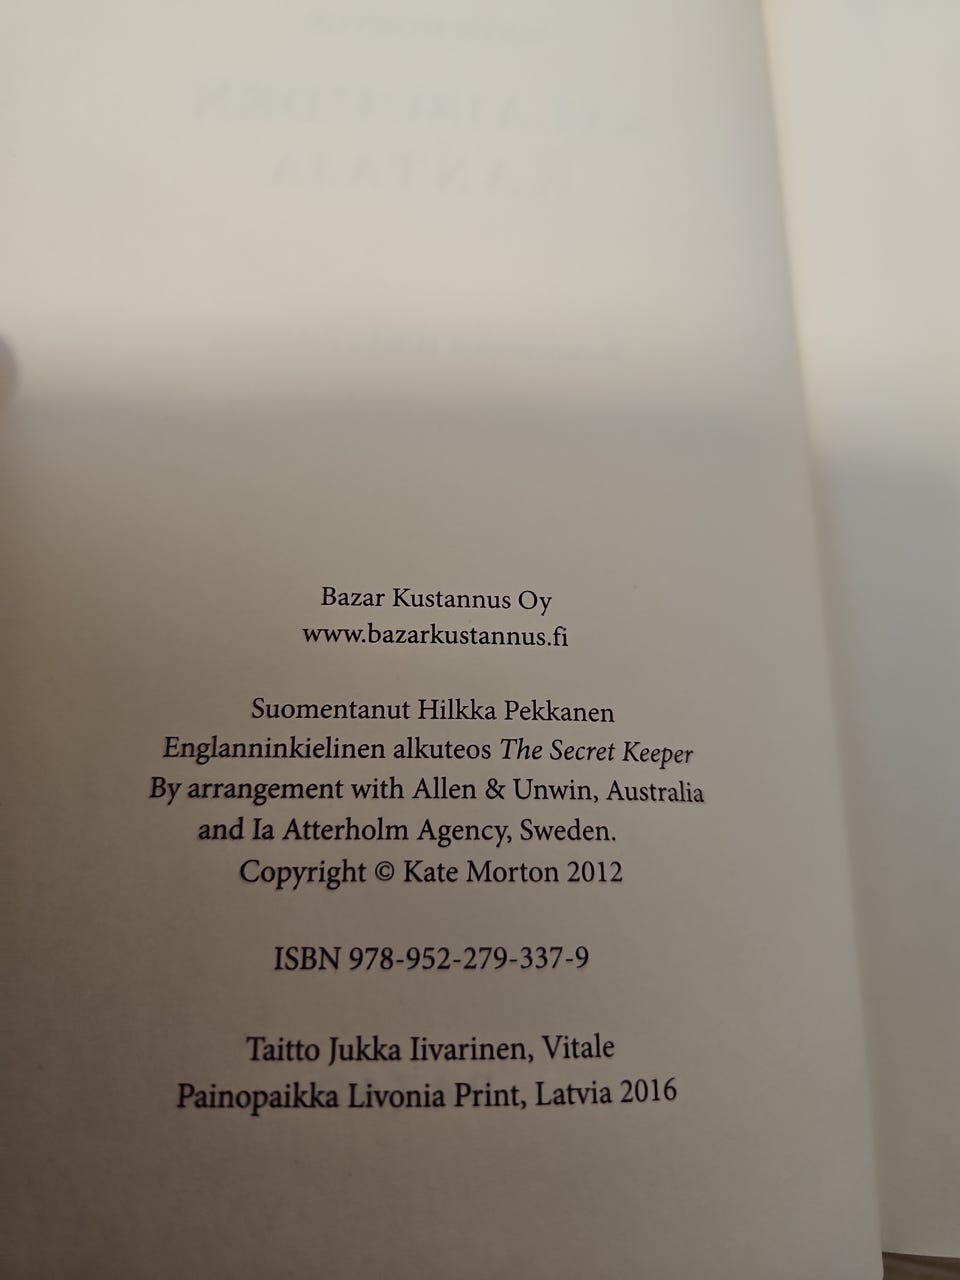 Bazar Kustannus Oy
www.bazarkustannus.fi
Suomentanut Hilkka Pekkanen
Englanninkielinen alkuteos The Secret Keeper
By arrangement with Allen & Unwin, Australia
and Ia Atterholm Agency, Sweden.
Copyright © Kate Morton 2012
ISBN 978-952-279-337-9
Taitto Jukka Iivarinen, Vitale
Painopaikka Livonia Print, Latvia 2016